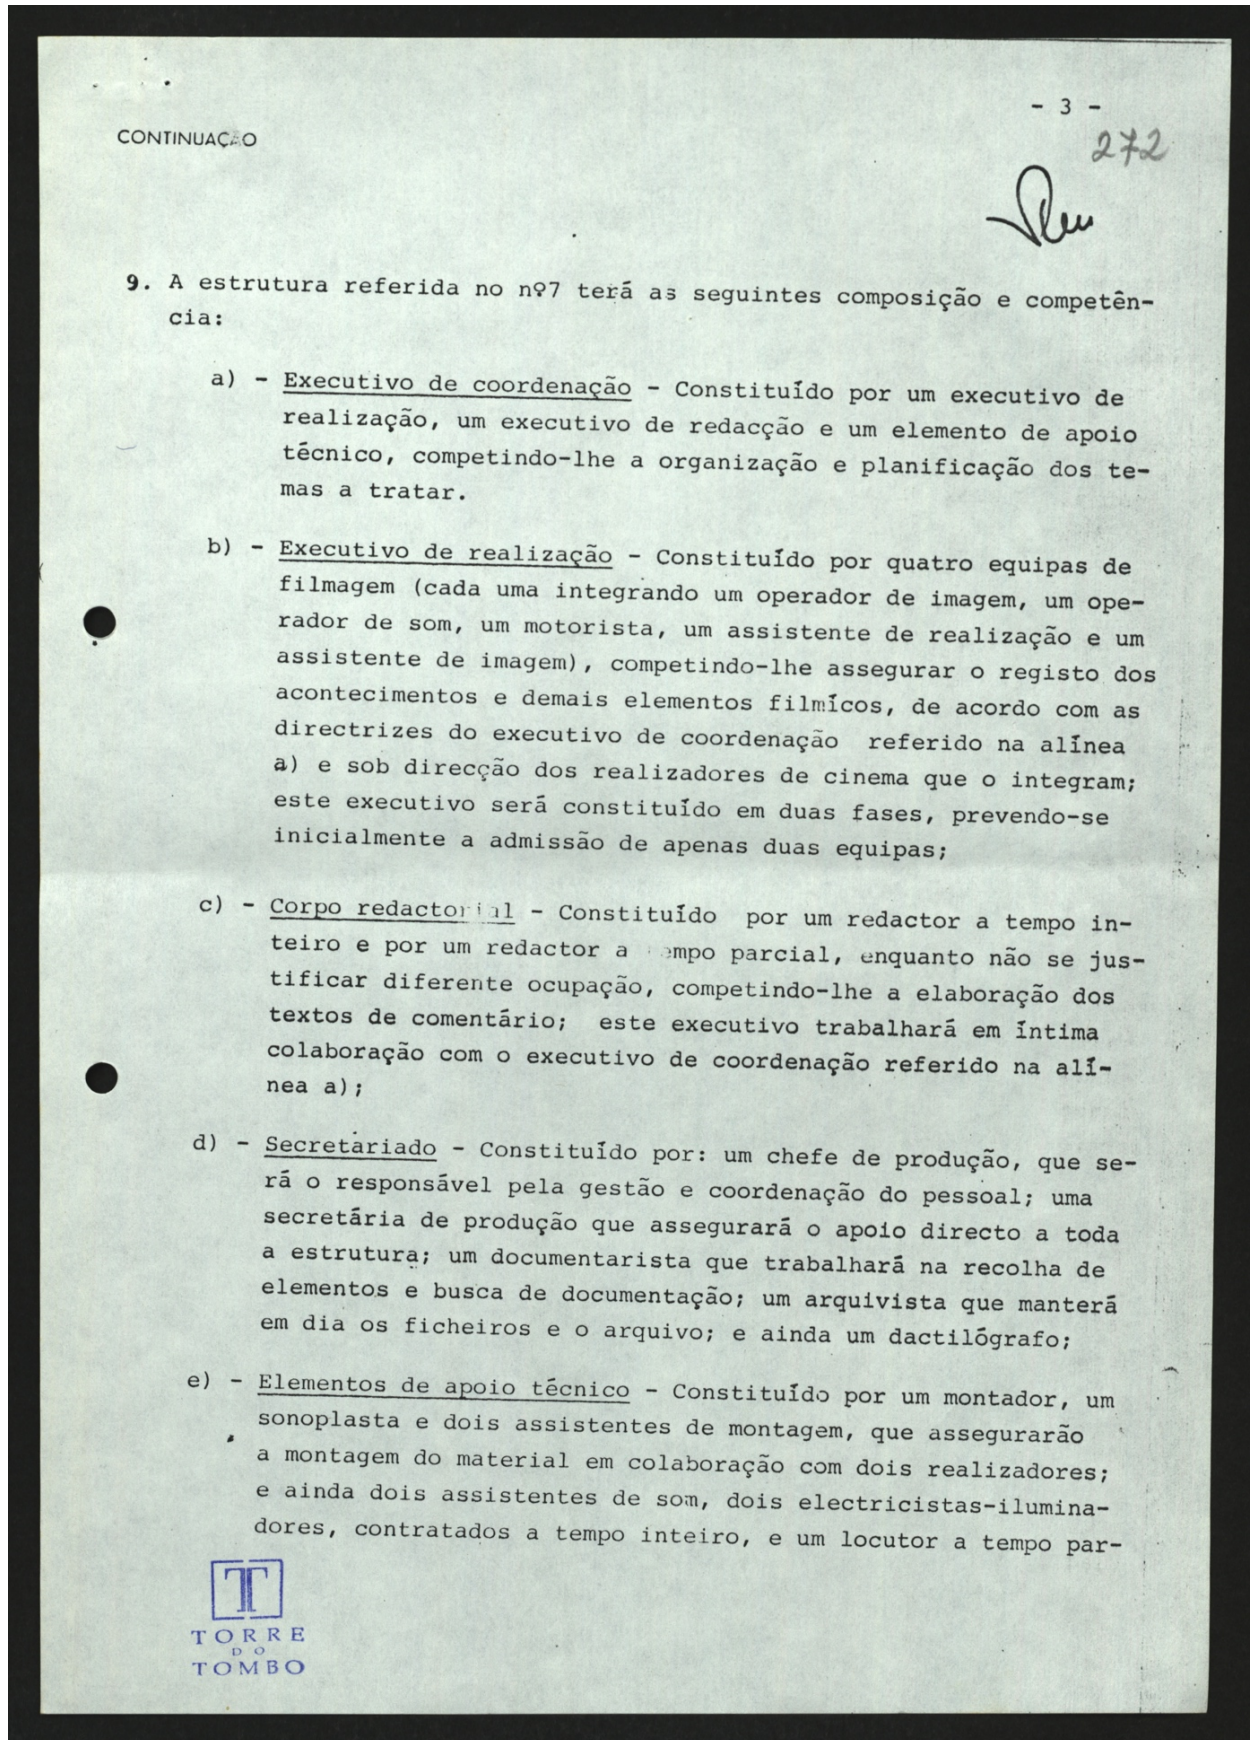 - 3 -
CONTINUAÇÃO
272
9. A estrutura referida no nº7 terá as seguintes composição e competên-
cia:
a) - Executivo de coordenação - Constituído por um executivo de
realização, um executivo de redacção e um elemento de apoio
técnico, competindo-lhe a organização e planificação dos te-
mas a tratar.
b) - Executivo de realização - Constituído por quatro equipas de
filmagem (cada uma integrando um operador de imagem, um ope-
rador de som, um motorista, um assistente de realização e um
assistente de imagem), competindo-lhe assegurar o registo dos
acontecimentos e demais elementos filmícos, de acordo com as
directrizes do executivo de coordenação referido na alínea
a) e sob direcção dos realizadores de cinema que o integram;
este executivo será constituído em duas fases, prevendo-se
inicialmente a admissão de apenas duas equipas;
c) - Corpo redactorial - Constituído por um redactor a tempo in-
teiro e por um redactor a tempo parcial, enquanto não se jus-
tificar diferente ocupação, competindo-lhe a elaboração dos
textos de comentário; este executivo trabalhará em íntima
colaboração com o executivo de coordenação referido na alí-
nea a);
d) - Secretariado - Constituído por: um chefe de produção, que se-
rá o responsável pela gestão e coordenação do pessoal; uma
secretária de produção que assegurará o apoio directo a toda
a estrutura; um documentarista que trabalhará na recolha de
elementos e busca de documentação; um arquivista que manterá
em dia os ficheiros e o arquivo; e ainda um dactilógrafo;
e) - Elementos de apoio técnico - Constituído por um montador, um
sonoplasta e dois assistentes de montagem, que assegurarão
a montagem do material em colaboração com dois realizadores;
e ainda dois assistentes de som, dois electricistas-ilumina-
dores, contratados a tempo inteiro, e um locutor a tempo par-
T
TORRE
DO
TOMBO